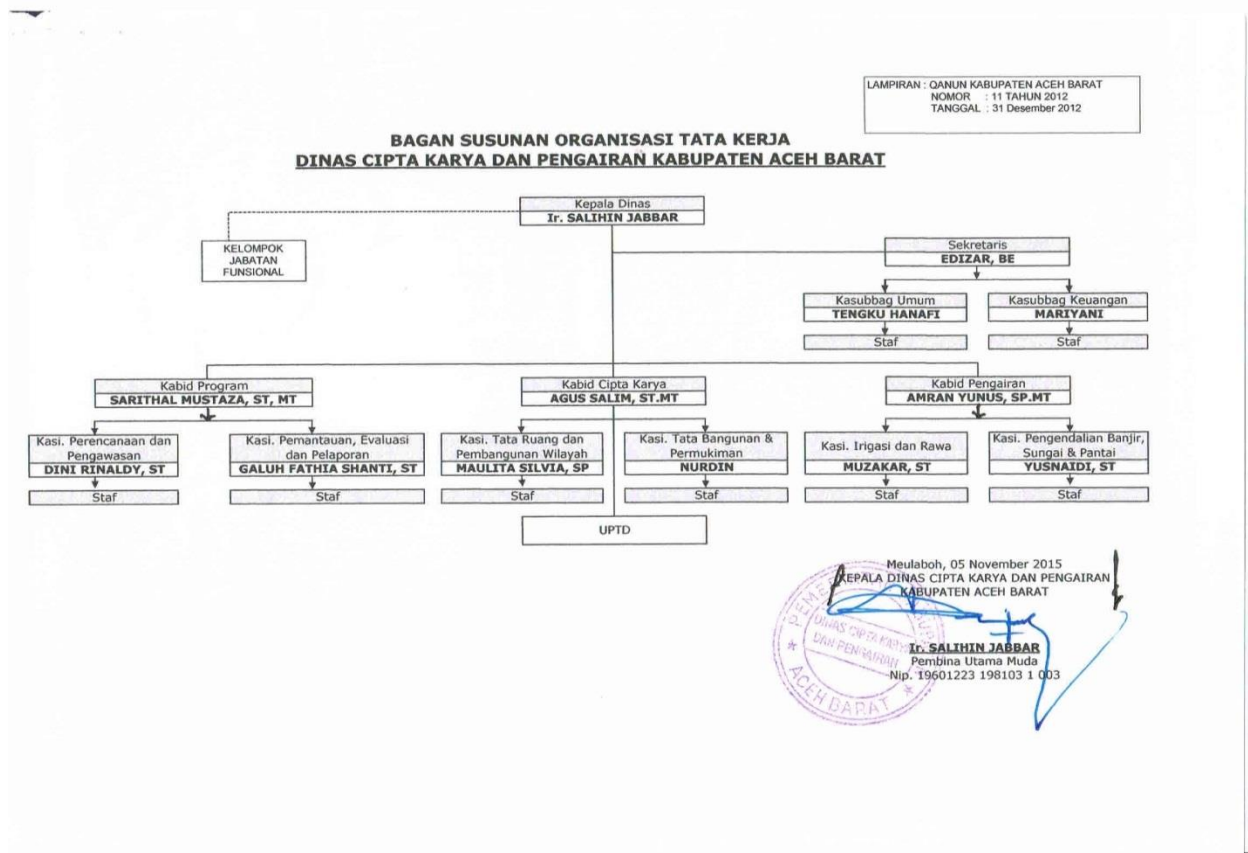 LAMPIRAN : QANUN KABUPATEN ACEH BARAT
NOMOR : 11 TAHUN 2012
TANGGAL : 31 Desember 2012
BAGAN SUSUNAN ORGANISASI TATA KERJA
DINAS CIPTA KARYA DAN PENGAIRAN KABUPATEN ACEH BARAT
Kepala Dinas
Ir. SALIHIN JABBAR
KELOMPOK
JABATAN
FUNSIONAL
Sekretaris
EDIZAR, BE
Kasubbag Umum
TENGKU HANAFI
Staf
Kasubbag Keuangan
MARIYANI
Staf
Kabid Program
SARITHAL MUSTAZA, ST, MT
Kabid Cipta Karya
AGUS SALIM, ST.MT
Kabid Pengairan
AMRAN YUNUS, SP.MT
Kasi. Perencanaan dan
Pengawasan
DINI RINALDY, ST
Staf
Kasi. Pemantauan, Evaluasi
dan Pelaporan
GALUH FATHIA SHANTI, ST
Staf
Kasi. Tata Ruang dan
Pembangunan Wilayah
MAULITA SILVIA, SP
Staf
Kasi. Tata Bangunan &
Permukiman
NURDIN
Staf
Kasi. Irigasi dan Rawa
MUZAKAR, ST
Staf
Kasi. Pengendalian Banjir,
Sungai & Pantai
YUSNAIDI, ST
Staf
UPTD
Meulaboh, 05 November 2015
KEPALA DINAS CIPTA KARYA DAN PENGAIRAN
KABUPATEN ACEH BARAT
Ir. SALIHIN JABBAR
Pembina Utama Muda
Nip. 19601223 198103 1 003
DINAS CIPTA KARYA
DAN PENGAIRAN
ACEH BARAT